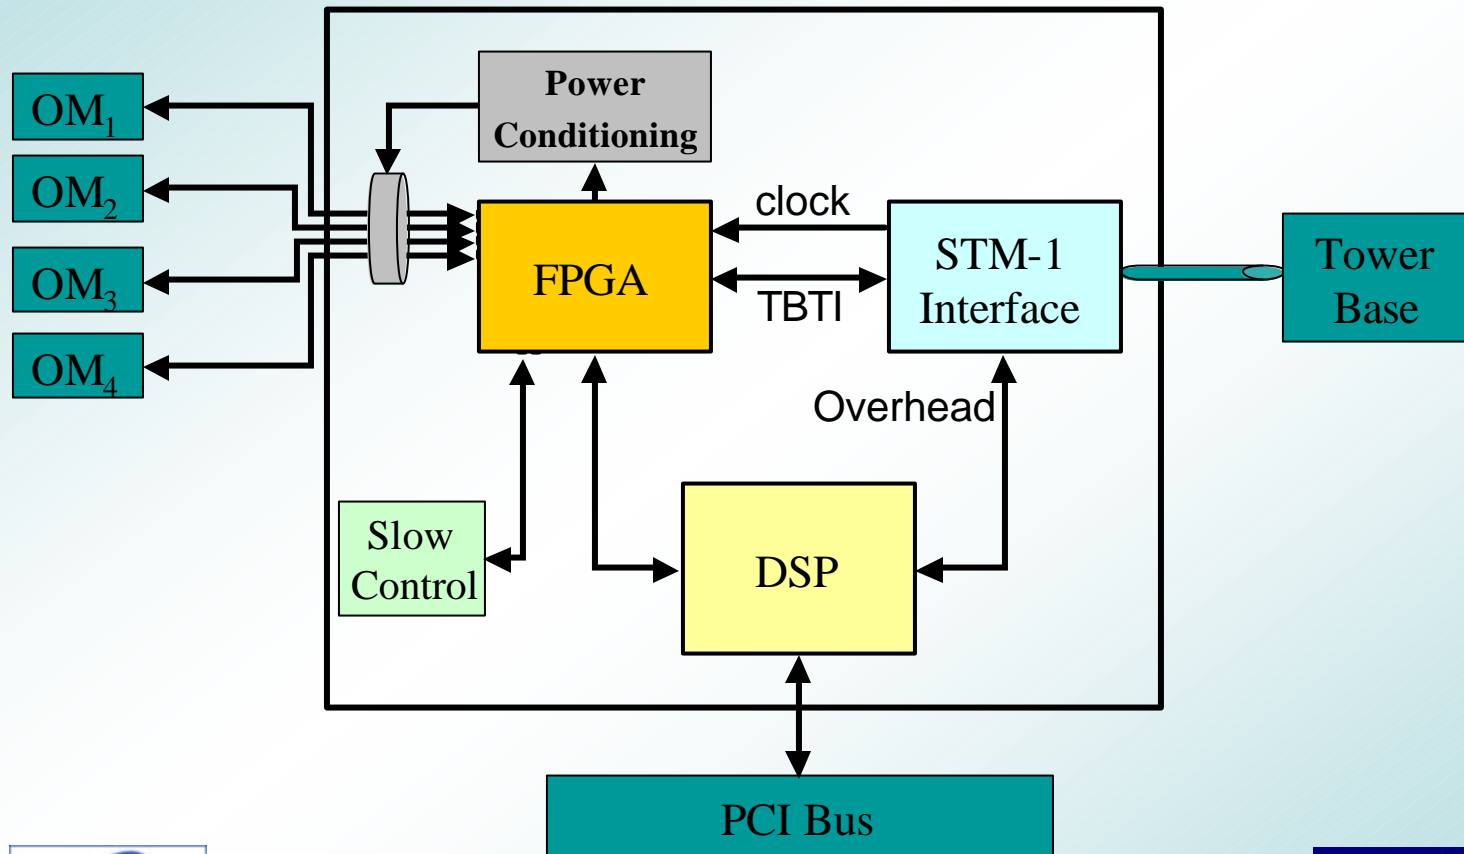 Power
Conditioning
OM1
OM2
OM3
OM4
clock
FPGA
TBTI
STM-1
Interface
Tower
Base
Overhead
Slow
Control
DSP
PCI Bus